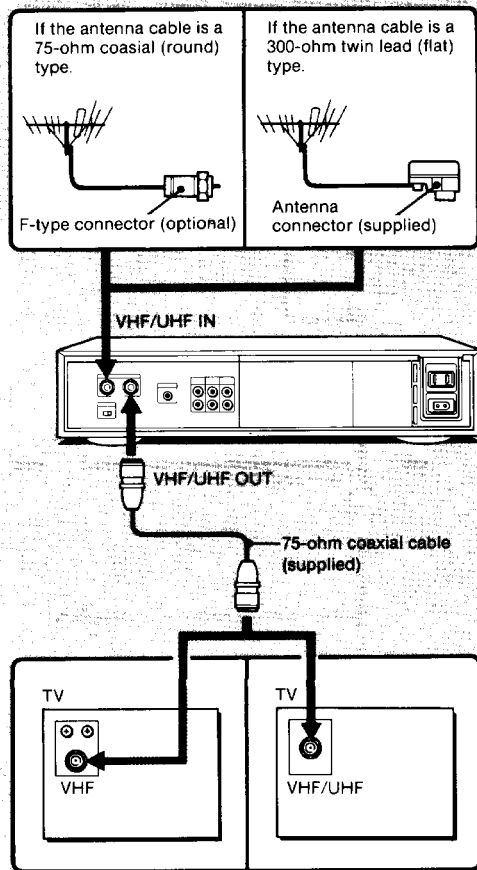 If the antenna cable is a
75-ohm coasial (round)
type.
If the antenna cable is a
300-ohm twin lead (flat)
type.
F-type connector (optional)
Antenna
connector (supplied)
VHF/UHF IN
VHF/UHF OUT
75-ohm coaxial cable
(supplied)
TV
VHF
TV
VHF/UHF